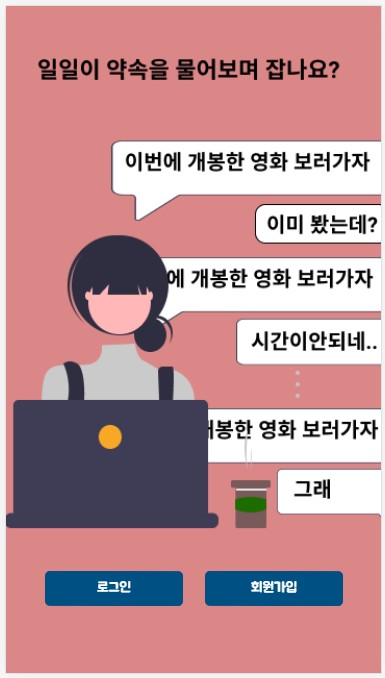 일일이 약속을 물어보며 잡나요?
이번에 개봉한 영화 보러가자
이미 봤는데?
에 개봉한 영화 보러가자
시간이안되네..
개봉한 영화 보러가자
그래
로그인 회원가입